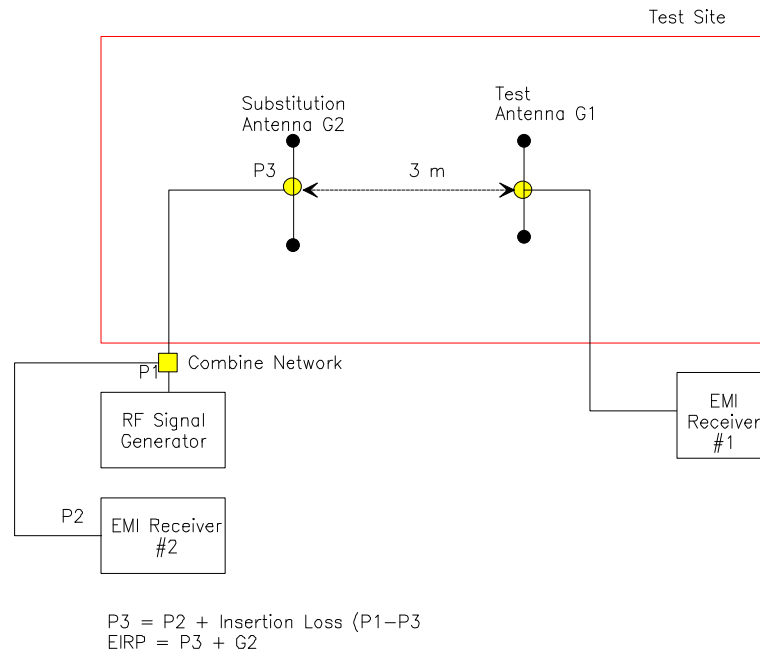 Test Site
Substitution
Antenna G2
Test
Antenna G1
P3
3 m
P1
Combine Network
RF Signal
Generator
EMI
Receiver
#1
P2
EMI Receiver
#2
P3 = P2 + Insertion Loss (P1-P3
EIRP = P3 + G2